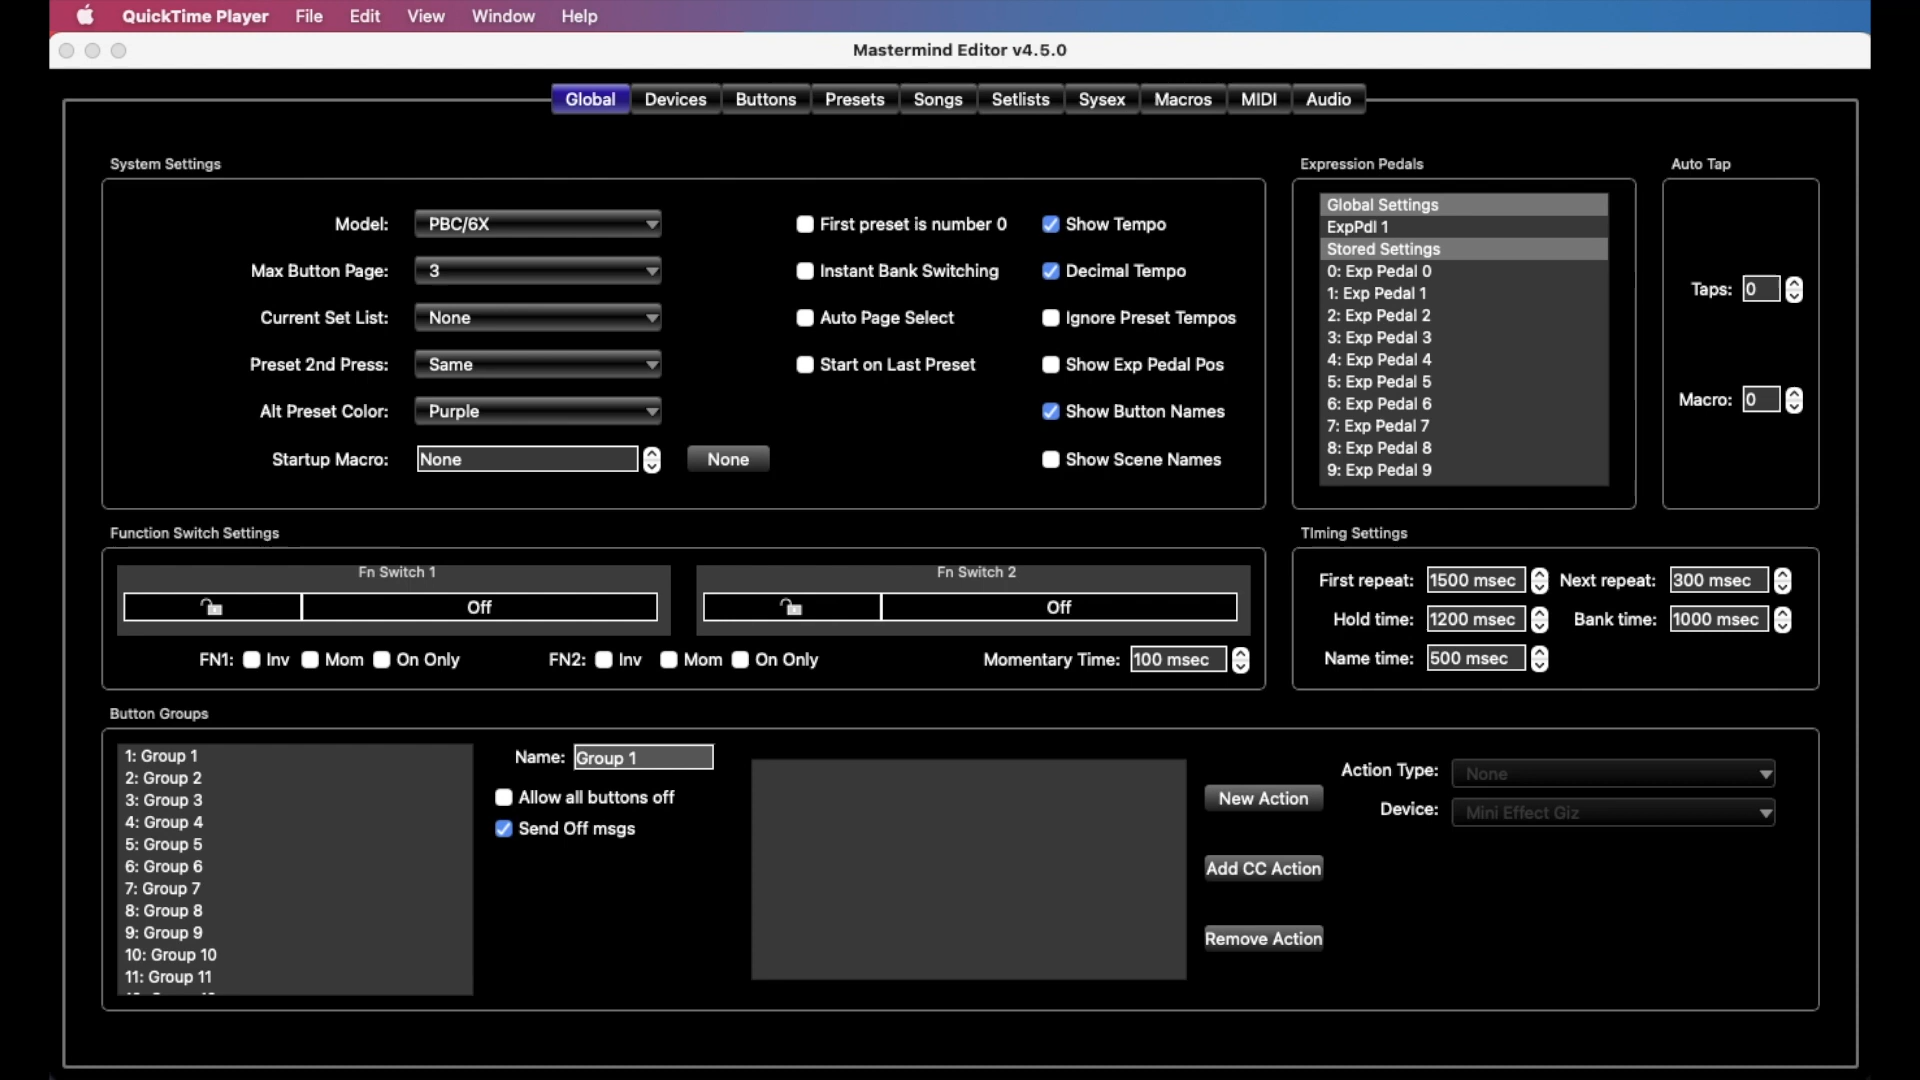 QuickTime Player File Edit View Window Help
Mastermind Editor v4.5.0
Global Devices Buttons Presets Songs Setlists Sysex Macros MIDI Audio
System Settings
Model: PBC/6X
Max Button Page: 3
Current Set List: None
Preset 2nd Press: Same
Alt Preset Color: Purple
Startup Macro: None None
First preset is number 0
Instant Bank Switching
Auto Page Select
Start on Last Preset
Show Tempo
Decimal Tempo
Ignore Preset Tempos
Show Exp Pedal Pos
Show Button Names
Show Scene Names
Expression Pedals
Global Settings
ExpPdl 1
Stored Settings
0: Exp Pedal 0
1: Exp Pedal 1
2: Exp Pedal 2
3: Exp Pedal 3
4: Exp Pedal 4
5: Exp Pedal 5
6: Exp Pedal 6
7: Exp Pedal 7
8: Exp Pedal 8
9: Exp Pedal 9
Auto Tap
Taps: 0
Macro: 0
Function Switch Settings
Fn Switch 1
Off
Fn Switch 2
Off
FN1: Inv Mom On Only FN2: Inv Mom On Only Momentary Time: 100 msec
TIming Settings
First repeat: 1500 msec Next repeat: 300 msec
Hold time: 1200 msec Bank time: 1000 msec
Name time: 500 msec
Button Groups
1: Group 1
2: Group 2
3: Group 3
4: Group 4
5: Group 5
6: Group 6
7: Group 7
8: Group 8
9: Group 9
10: Group 10
11: Group 11
Name: Group 1
Allow all buttons off
Send Off msgs
New Action
Add CC Action
Remove Action
Action Type: None
Device: Mini Effect Giz